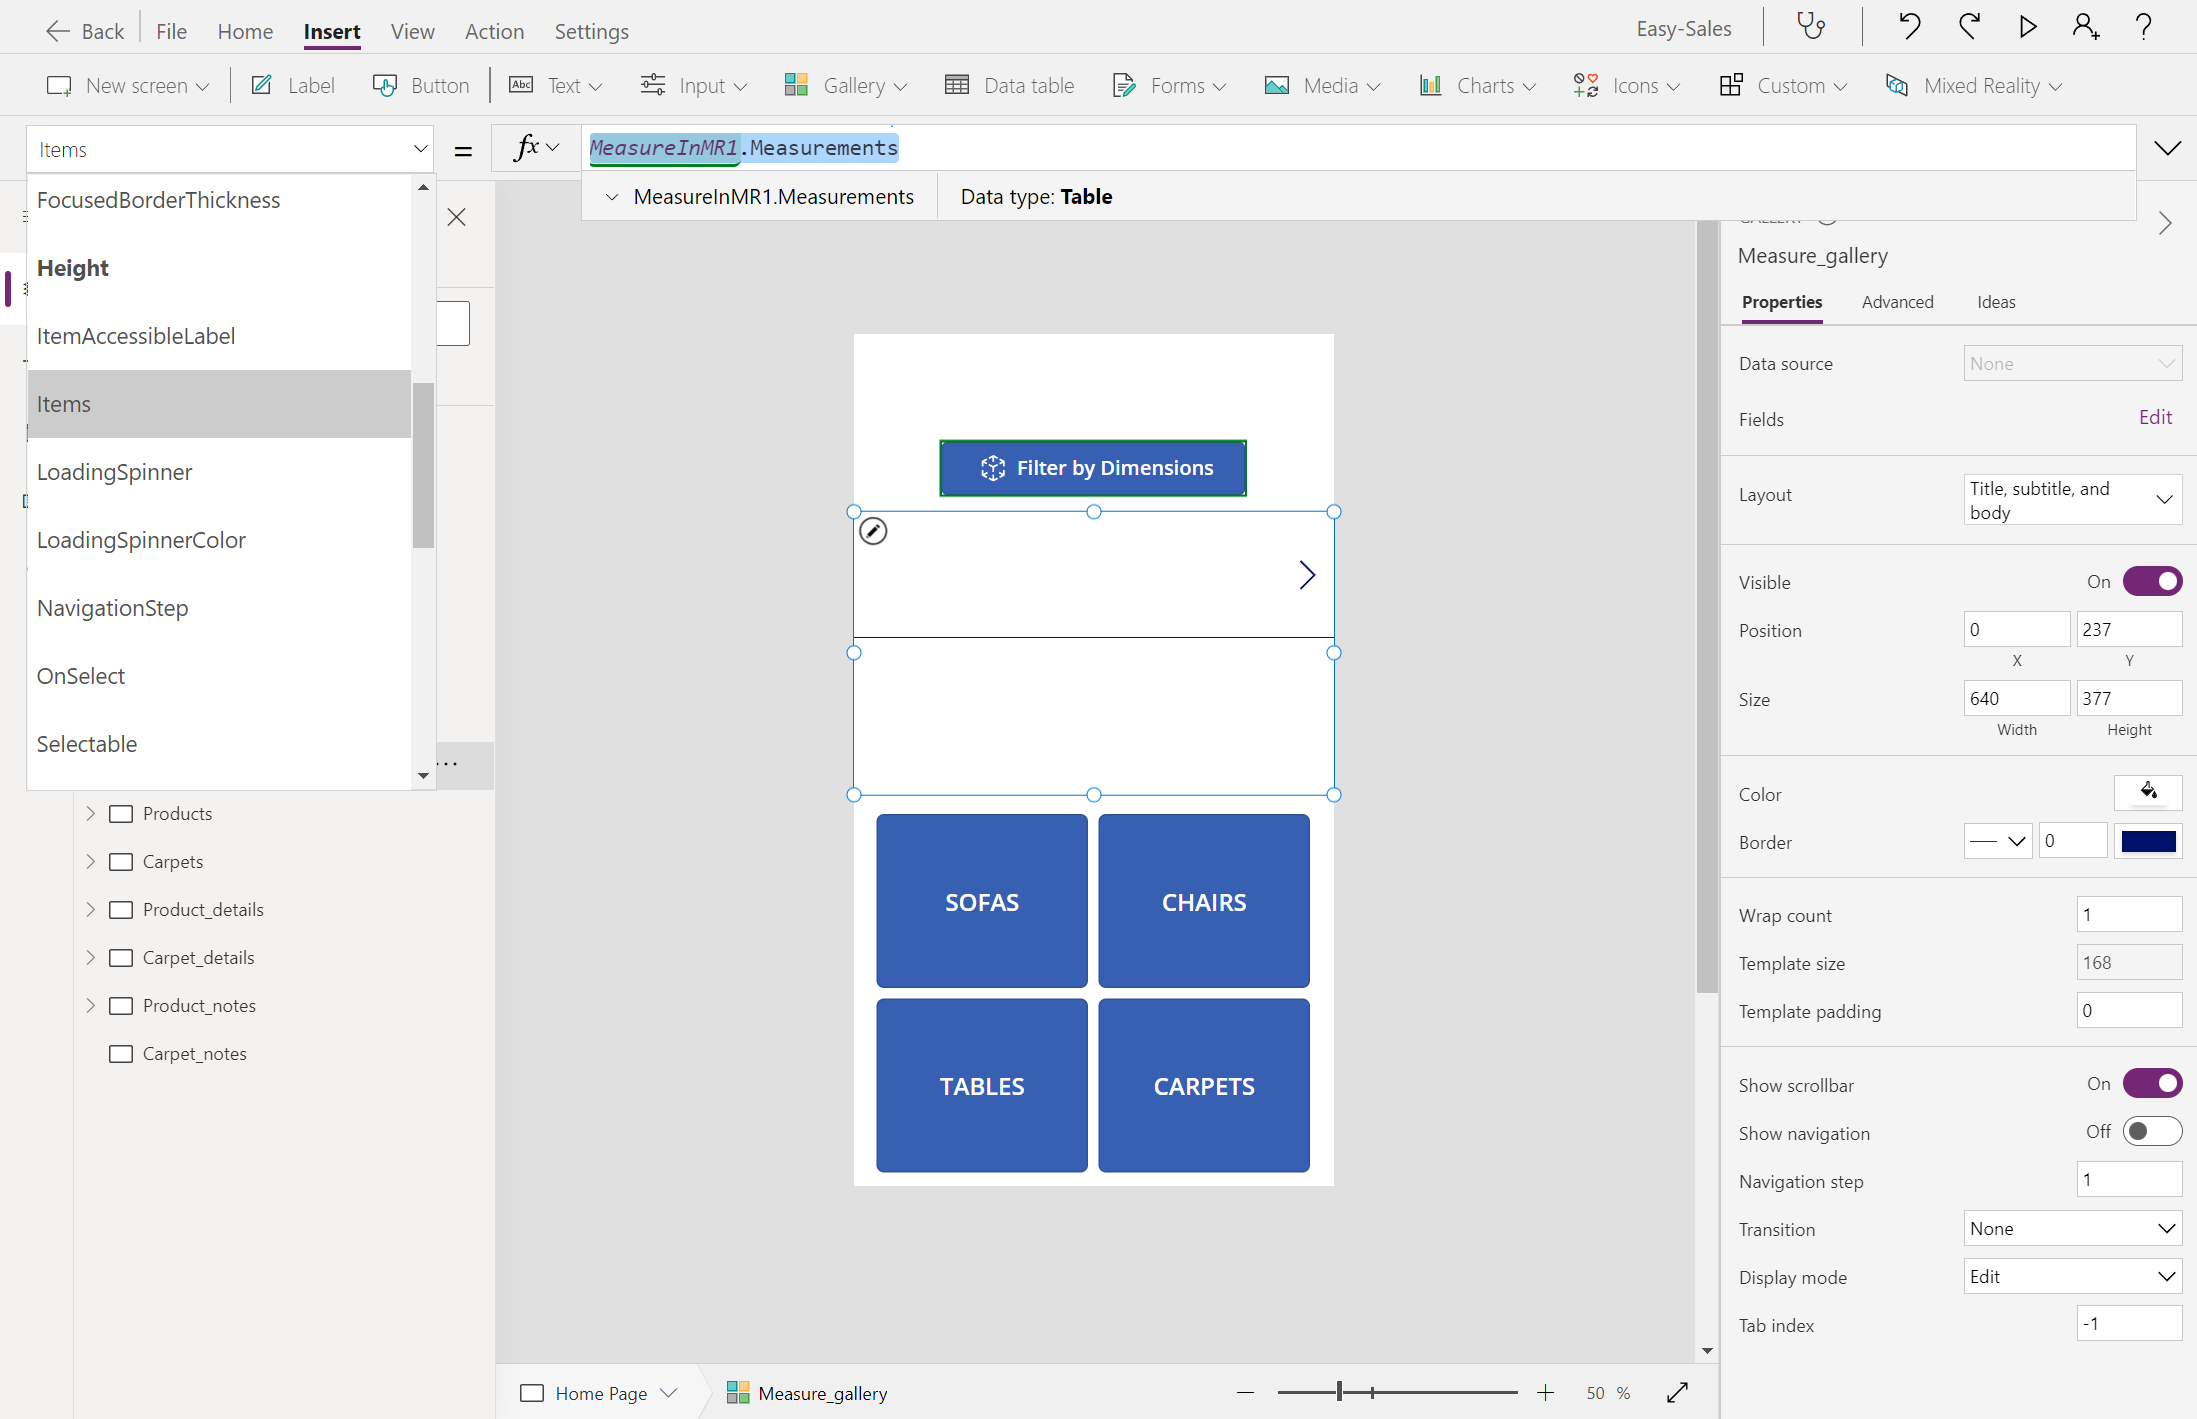 Back File Home Insert View Action Settings Easy-Sales
New screen Label Button Abc Text Input Gallery Data table Forms Media Charts Icons Custom Mixed Reality
Items = fx MeasureInMR1.Measurements
MeasureInMR1.Measurements Data type: Table
FocusedBorderThickness
Height
ItemAccessibleLabel
Items
LoadingSpinner
LoadingSpinnerColor
NavigationStep
OnSelect
Selectable
Products
Carpets
Product_details
Carpet_details
Product_notes
Carpet_notes
Filter by Dimensions
SOFAS CHAIRS
TABLES CARPETS
Home Page Measure_gallery 50 %
Measure_gallery
Properties Advanced Ideas
Data source None
Fields Edit
Layout Title, subtitle, and body
Visible On
Position 0 237
X Y
Size 640 377
Width Height
Color
Border 0
Wrap count 1
Template size 168
Template padding 0
Show scrollbar On
Show navigation Off
Navigation step 1
Transition None
Display mode Edit
Tab index -1